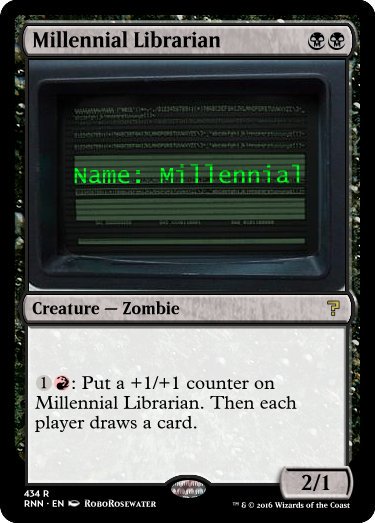 Millennial Librarian
Name: Millennial
Creature — Zombie
1: Put a +1/+1 counter on
Millennial Librarian. Then each
player draws a card.
434 R
RNN • EN RoboRosewater
2/1
™ & © 2016 Wizards of the Coast